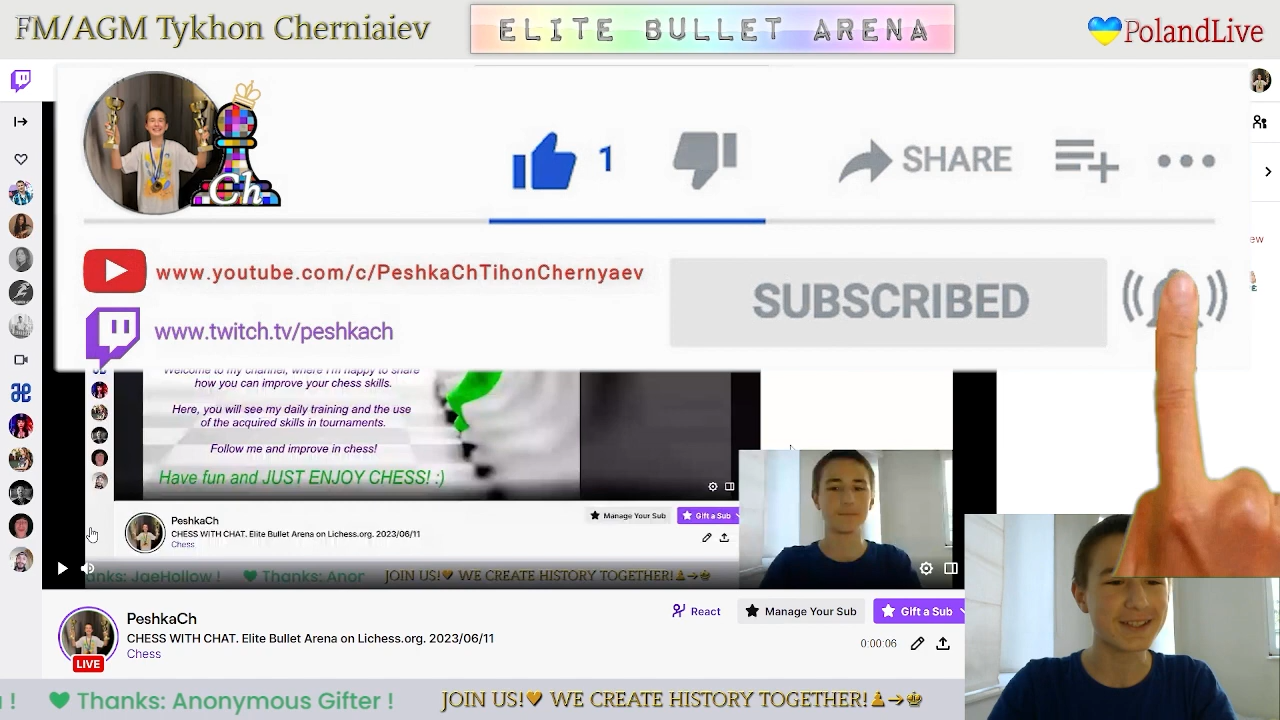 FM/AGM Tykhon Cherniaiev
ELITE BULLET ARENA
PolandLive
Ch
1
SHARE
www.youtube.com/c/PeshkaChTihonChernyaev
SUBSCRIBED
www.twitch.tv/peshkach
ew
Welcome to my channel, where I'm happy to share
how you can improve your chess skills.
Here, you will see my daily training and the use
of the acquired skills in tournaments.
Follow me and improve in chess!
Have fun and JUST ENJOY CHESS! :)
PeshkaCh
Manage Your Sub
Gift a Sub
CHESS WITH CHAT. Elite Bullet Arena on Lichess.org. 2023/06/11
Chess
anks: JaeHollow !
Thanks: Anor
JOIN US! WE CREATE HISTORY TOGETHER!
PeshkaCh
React
Manage Your Sub
Gift a Sub
CHESS WITH CHAT. Elite Bullet Arena on Lichess.org. 2023/06/11
0:00:06
Chess
LIVE
! Thanks: Anonymous Gifter !
JOIN US! WE CREATE HISTORY TOGETHER!